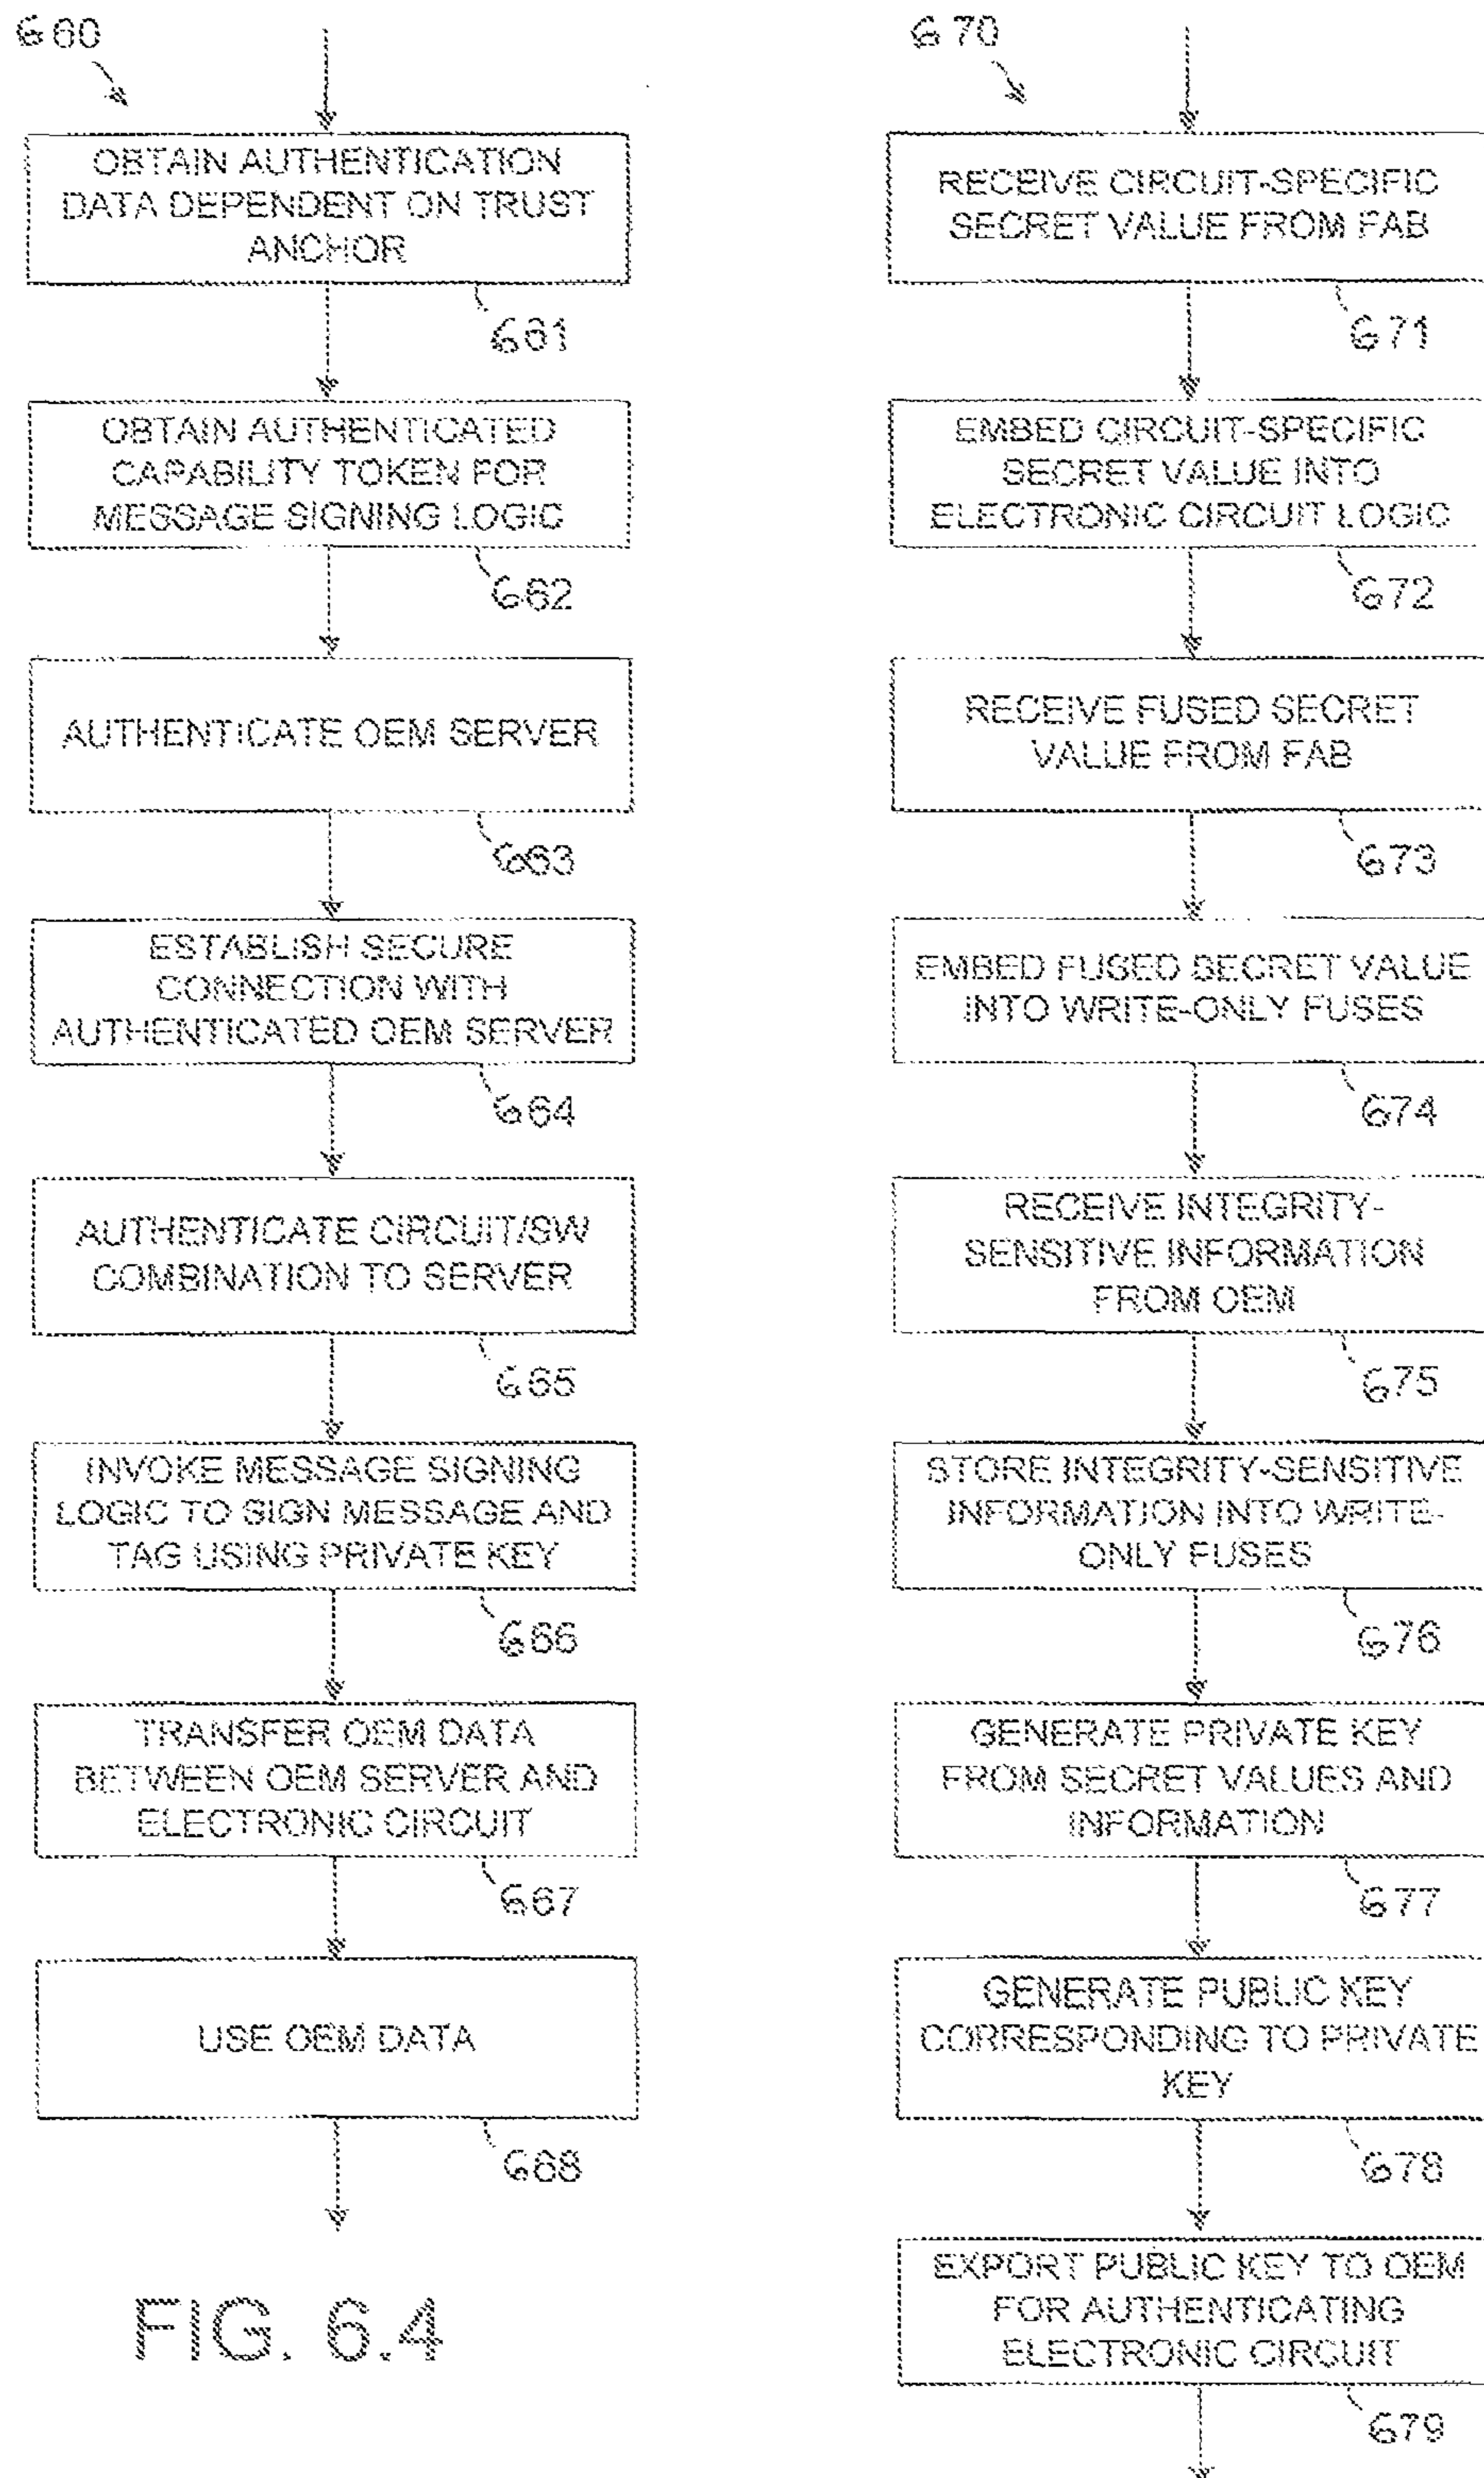 660
OBTAIN AUTHENTICATION
DATA DEPENDENT ON TRUST
ANCHOR
661
OBTAIN AUTHENTICATED
CAPABILITY TOKEN FOR
MESSAGE SIGNING LOGIC
662
AUTHENTICATE OEM SERVER
663
ESTABLISH SECURE
CONNECTION WITH
AUTHENTICATED OEM SERVER
664
AUTHENTICATE CIRCUIT/SW
COMBINATION TO SERVER
665
INVOKE MESSAGE SIGNING
LOGIC TO SIGN MESSAGE AND
TAG USING PRIVATE KEY
666
TRANSFER OEM DATA
BETWEEN OEM SERVER AND
ELECTRONIC CIRCUIT
667
USE OEM DATA
668
FIG. 6.4
670
RECEIVE CIRCUIT-SPECIFIC
SECRET VALUE FROM FAB
671
EMBED CIRCUIT-SPECIFIC
SECRET VALUE INTO
ELECTRONIC CIRCUIT LOGIC
672
RECEIVE FUSED SECRET
VALUE FROM FAB
673
EMBED FUSED SECRET VALUE
INTO WRITE-ONLY FUSES
674
RECEIVE INTEGRITY-
SENSITIVE INFORMATION
FROM OEM
675
STORE INTEGRITY-SENSITIVE
INFORMATION INTO WRITE-
ONLY FUSES
676
GENERATE PRIVATE KEY
FROM SECRET VALUES AND
INFORMATION
677
GENERATE PUBLIC KEY
CORRESPONDING TO PRIVATE
KEY
678
EXPORT PUBLIC KEY TO OEM
FOR AUTHENTICATING
ELECTRONIC CIRCUIT
679